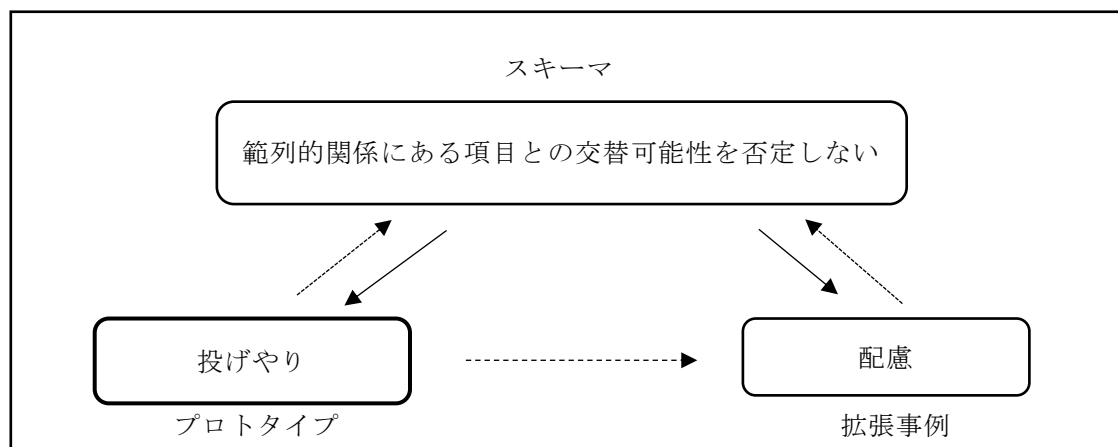 スキーマ
範列的関係にある項目との交替可能性を否定しない
投げやり
配慮
プロトタイプ
拡張事例